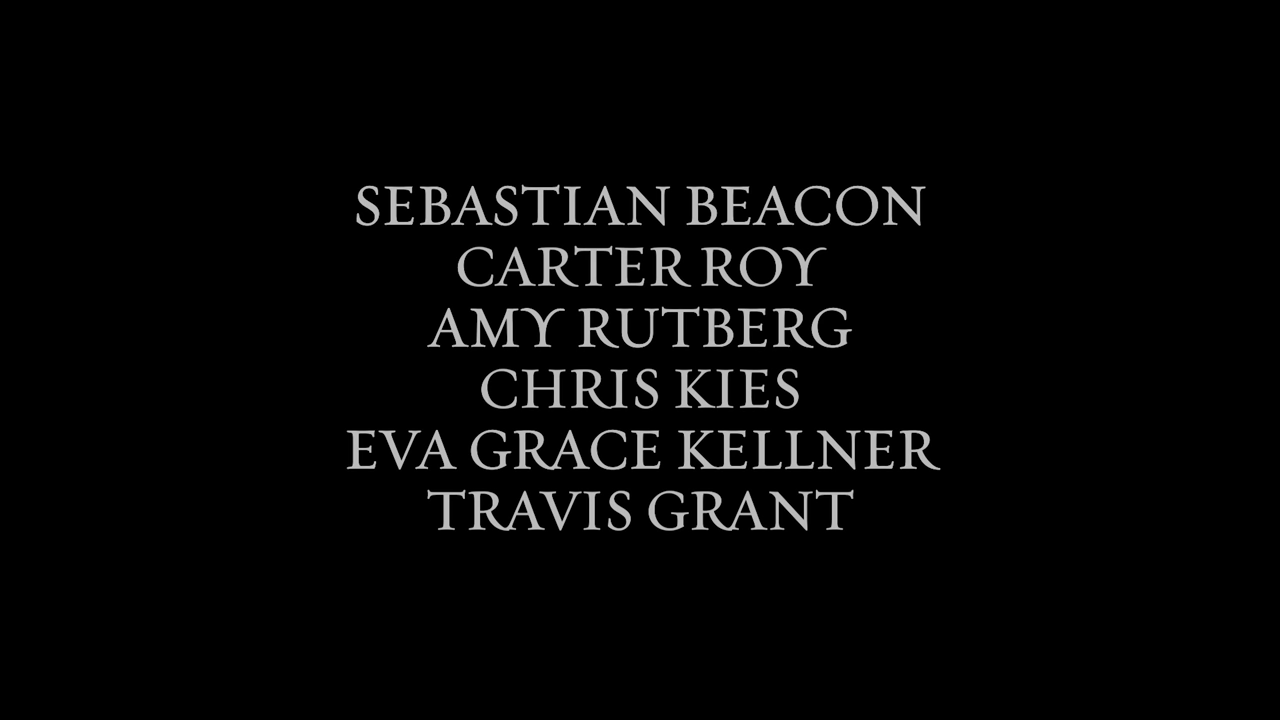 SEBASTIAN BEACON
CARTER ROY
AMY RUTBERG
CHRIS KIES
EVA GRACE KELLNER
TRAVIS GRANT